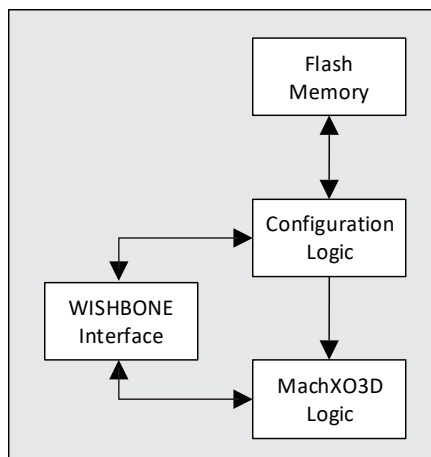 Flash
Memory
Configuration
Logic
WISHBONE
Interface
MachXO3D
Logic